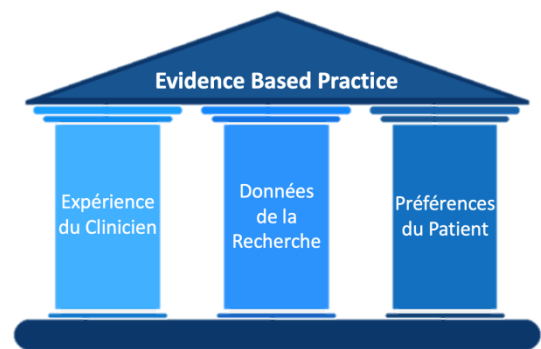 Evidence Based Practice
Expérience
du Clinicien
Données
de la
Recherche
Préférences
du Patient